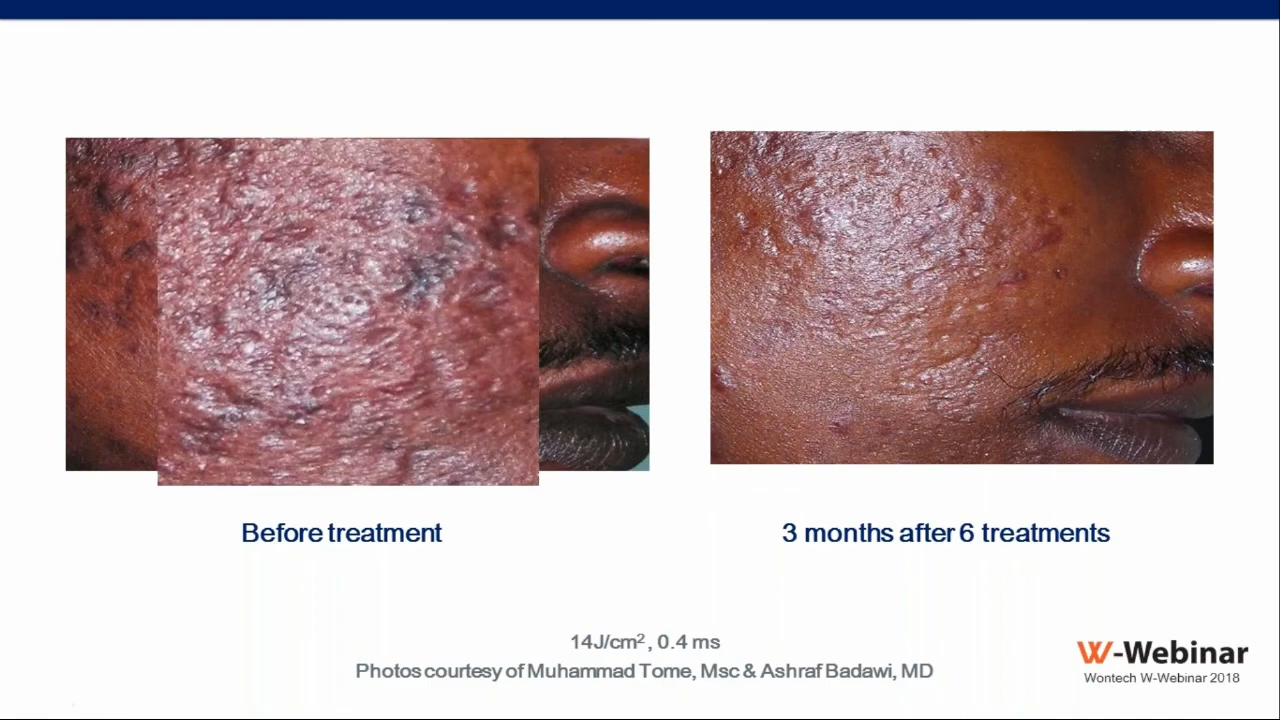 Before treatment
3 months after 6 treatments
14J/cm², 0.4 ms
Photos courtesy of Muhammad Tome, Msc & Ashraf Badawi, MD
W-Webinar
Wontech W-Webinar 2018